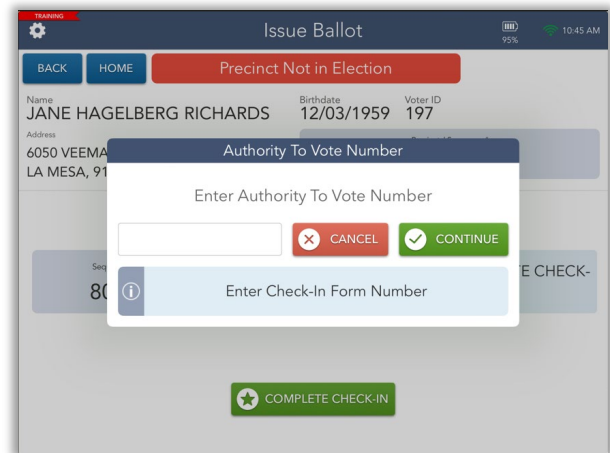 TRAINING
Issue Ballot
95%
10:45 AM
BACK
HOME
Precinct Not in Election
Name
JANE HAGELBERG RICHARDS
Birthdate
12/03/1959
Voter ID
197
Address
6050 VEEMA
LA MESA, 91
Authority To Vote Number
Enter Authority To Vote Number
CANCEL
CONTINUE
Enter Check-In Form Number
Seq
80
E CHECK-
COMPLETE CHECK-IN